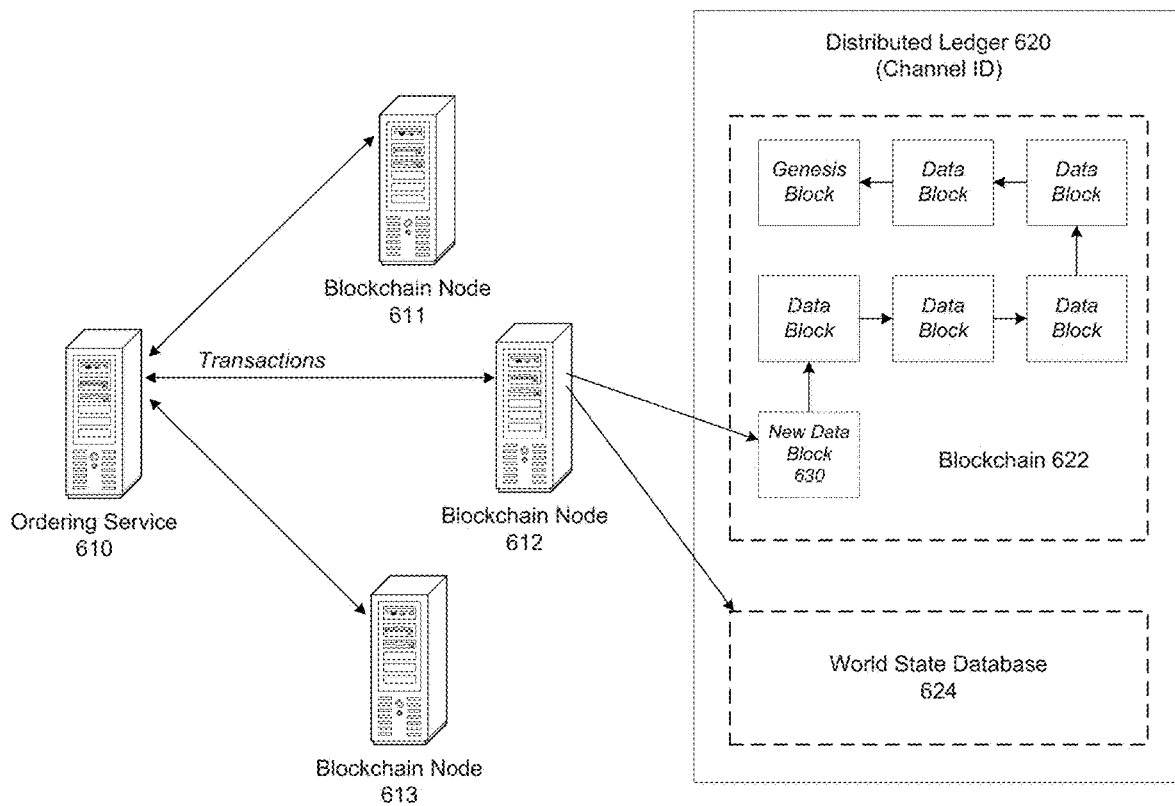 Distributed Ledger 620
(Channel ID)
Genesis
Block
Data
Block
Data
Block
Blockchain Node
611
Data
Block
Data
Block
Data
Block
Transactions
New Data
Block
630
Blockchain 622
Ordering Service
610
Blockchain Node
612
World State Database
624
Blockchain Node
613